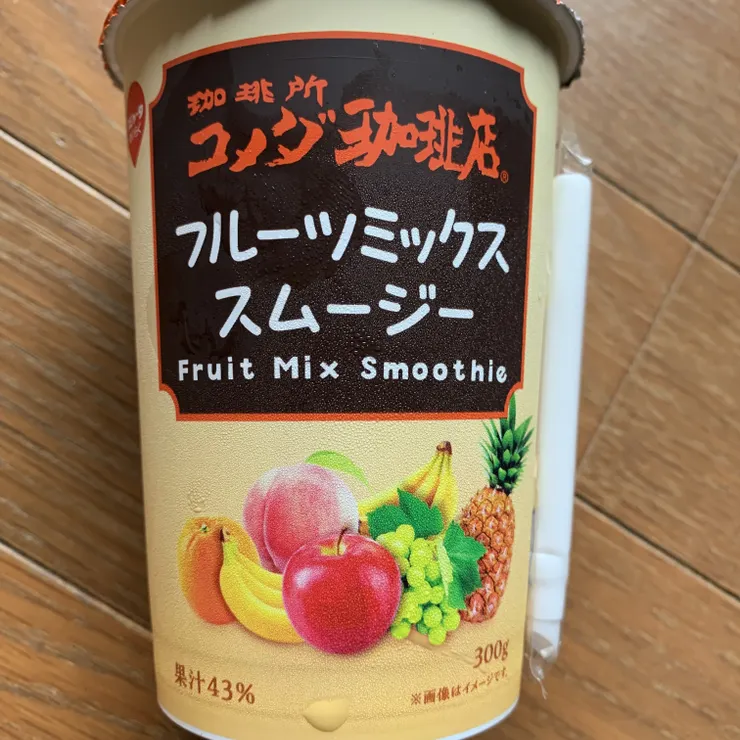 珈琲所
コメダ珈琲店®
フルーツミックス
スムージー
Fruit Mix Smoothie
300g
果汁43%
※画像はイメージです。